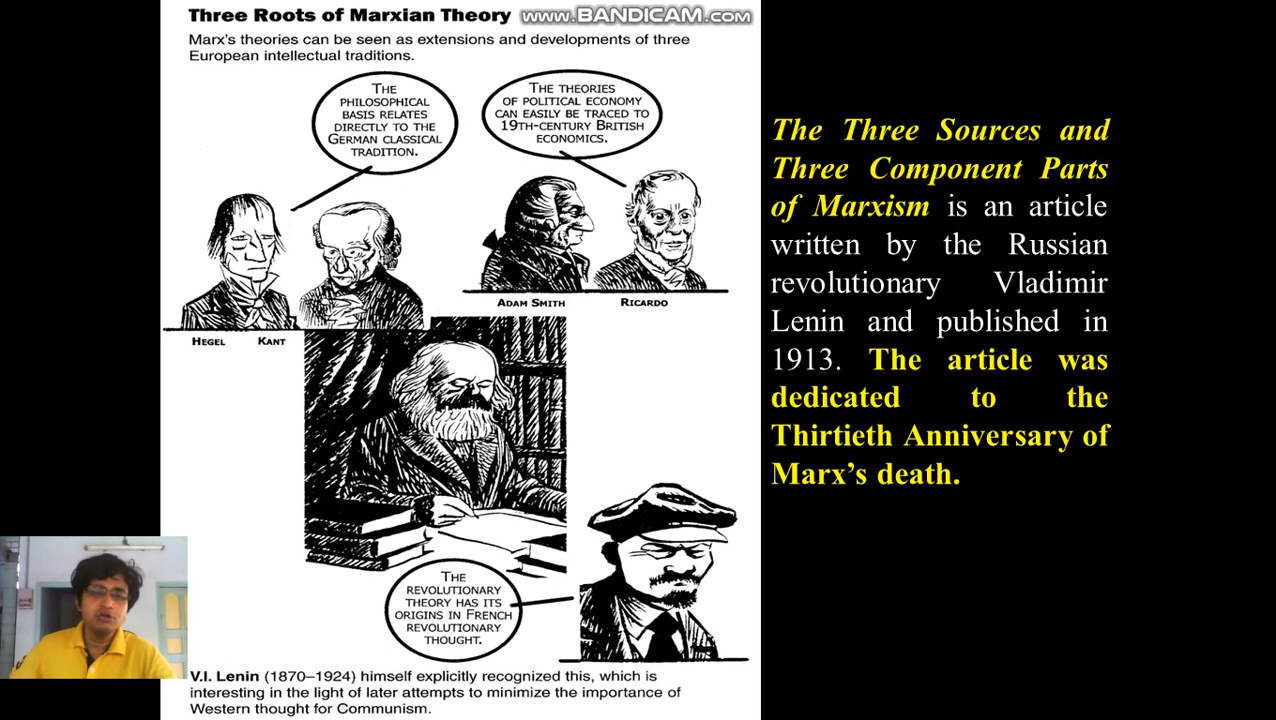 Three Roots of Marxian Theory
www.BANDICAM.com
Marx's theories can be seen as extensions and developments of three
European intellectual traditions.
THE
PHILOSOPHICAL
BASIS RELATES
DIRECTLY TO THE
GERMAN CLASSICAL
TRADITION.
THE THEORIES
OF POLITICAL ECONOMY
CAN EASILY BE TRACED TO
19TH-CENTURY BRITISH
ECONOMICS.
ADAM SMITH
RICARDO
HEGEL
KANT
THE
REVOLUTIONARY
THEORY HAS ITS
ORIGINS IN FRENCH
REVOLUTIONARY
THOUGHT.
V.I. Lenin (1870–1924) himself explicitly recognized this, which is
interesting in the light of later attempts to minimize the importance of
Western thought for Communism.
The Three Sources and
Three Component Parts
of Marxism is an article
written by the Russian
revolutionary Vladimir
Lenin and published in
1913. The article was
dedicated to the
Thirtieth Anniversary of
Marx's death.